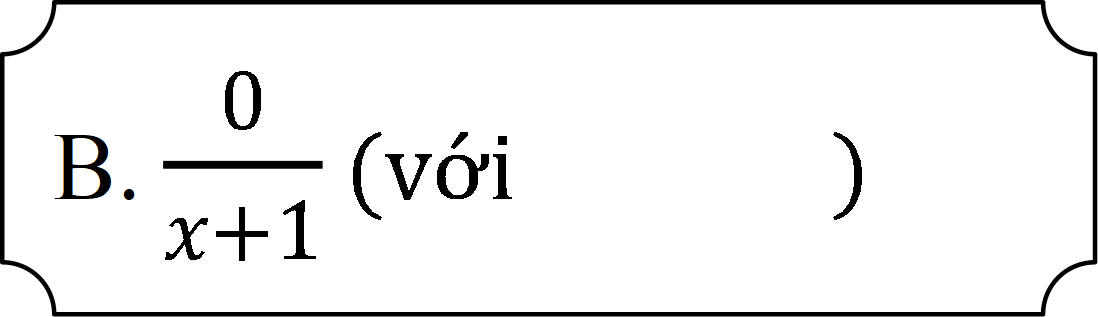 B. 0/(x+1) (với )